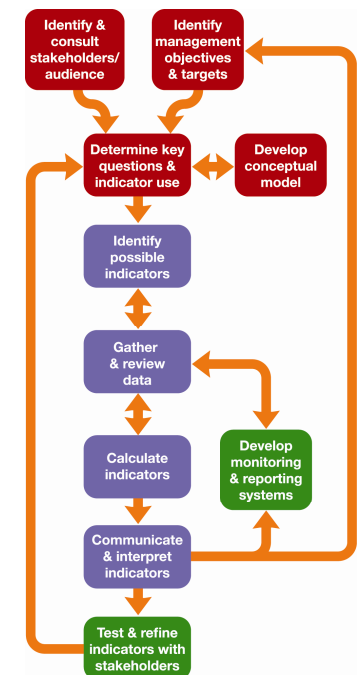 Identify &
consult
stakeholders/
audience
Identify
management
objectives
& targets
Determine key
questions &
indicator use
Develop
conceptual
model
Identify
possible
indicators
Gather
& review
data
Calculate
indicators
Develop
monitoring
& reporting
systems
Communicate
& interpret
indicators
Test & refine
indicators with
stakeholders